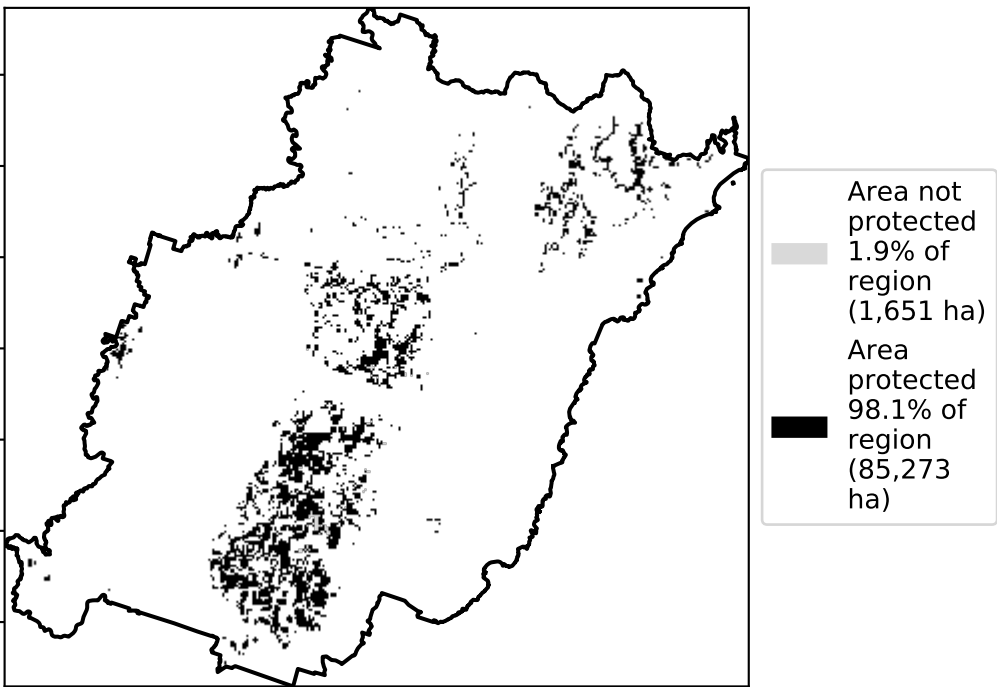 Area not
protected
1.9% of
region
(1,651 ha)
Area
protected
98.1% of
region
(85,273
ha)